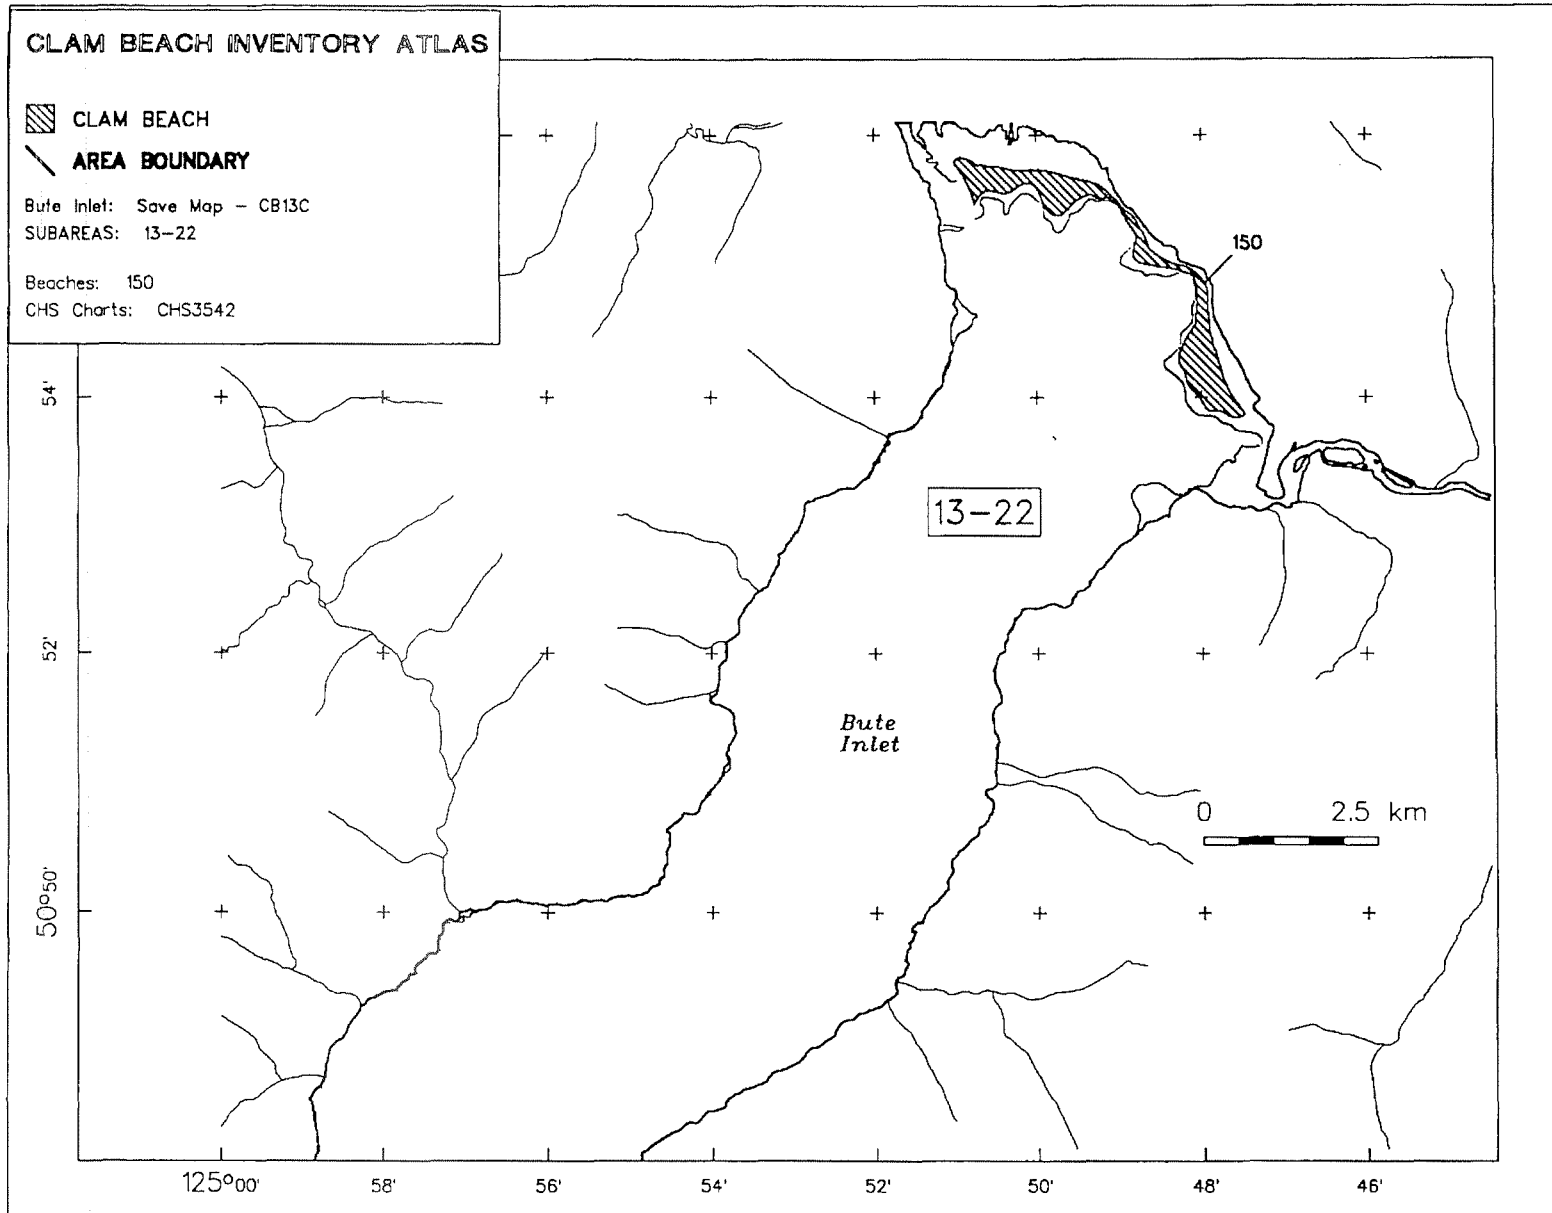 CLAM BEACH INVENTORY ATLAS
CLAM BEACH
AREA BOUNDARY
Bute Inlet: Save Map - CB13C
SUBAREAS: 13-22
Beaches: 150
CHS Charts: CHS3542
150
54'
13-22
52'
Bute
Inlet
0 2.5 km
50°50'
125°00' 58' 56' 54' 52' 50' 48' 46'